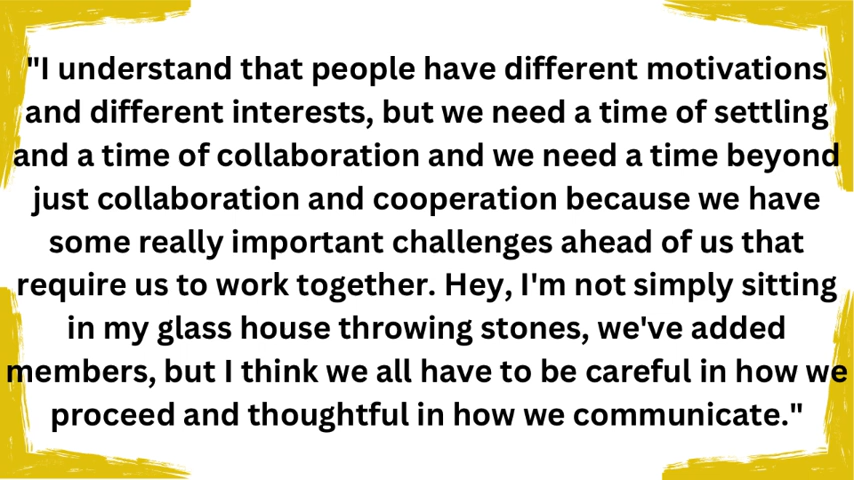 "I understand that people have different motivations
and different interests, but we need a time of settling
and a time of collaboration and we need a time beyond
just collaboration and cooperation because we have
some really important challenges ahead of us that
require us to work together. Hey, I'm not simply sitting
in my glass house throwing stones, we've added
members, but I think we all have to be careful in how we
proceed and thoughtful in how we communicate."